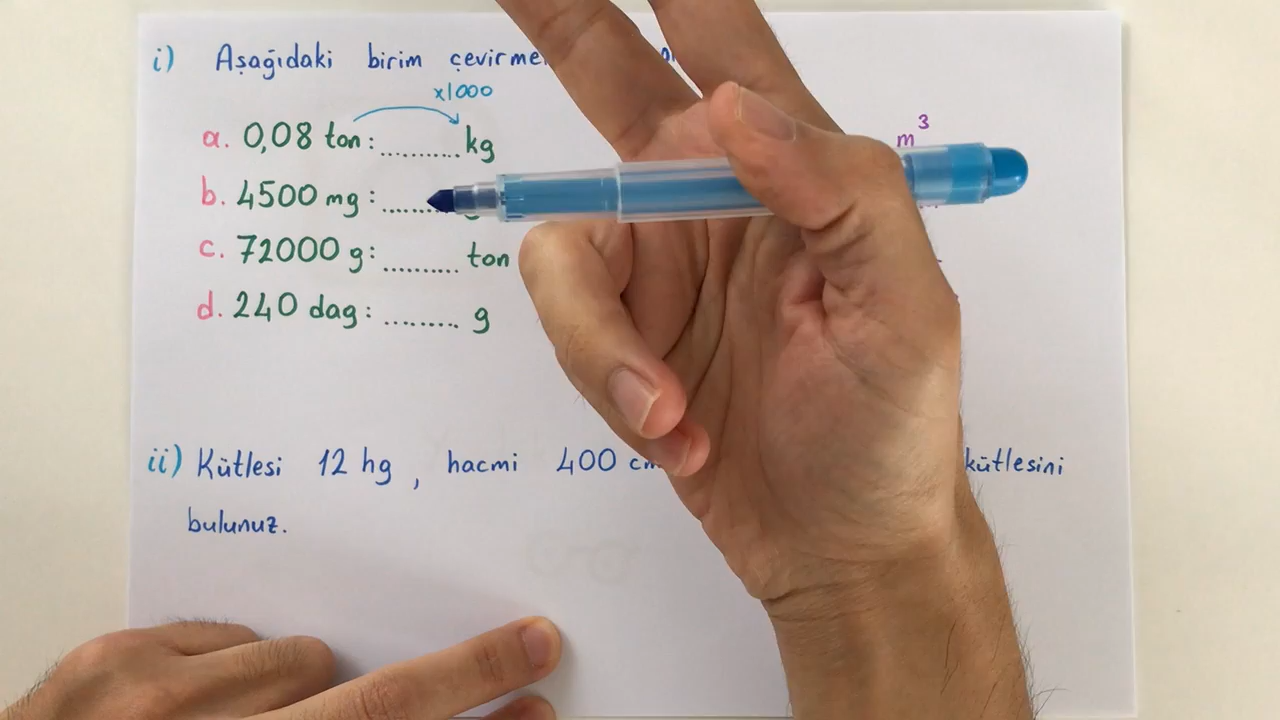 i) Aşağıdaki birim
x1000
a. 0,08 ton: .......... kg
b. 4500 mg: .......
c. 72000 g: .......... ton
d. 240 dag: ......... g
m³
ii) Kütlesi 12 hg, hacmi 400 kütlesini
bulunuz.